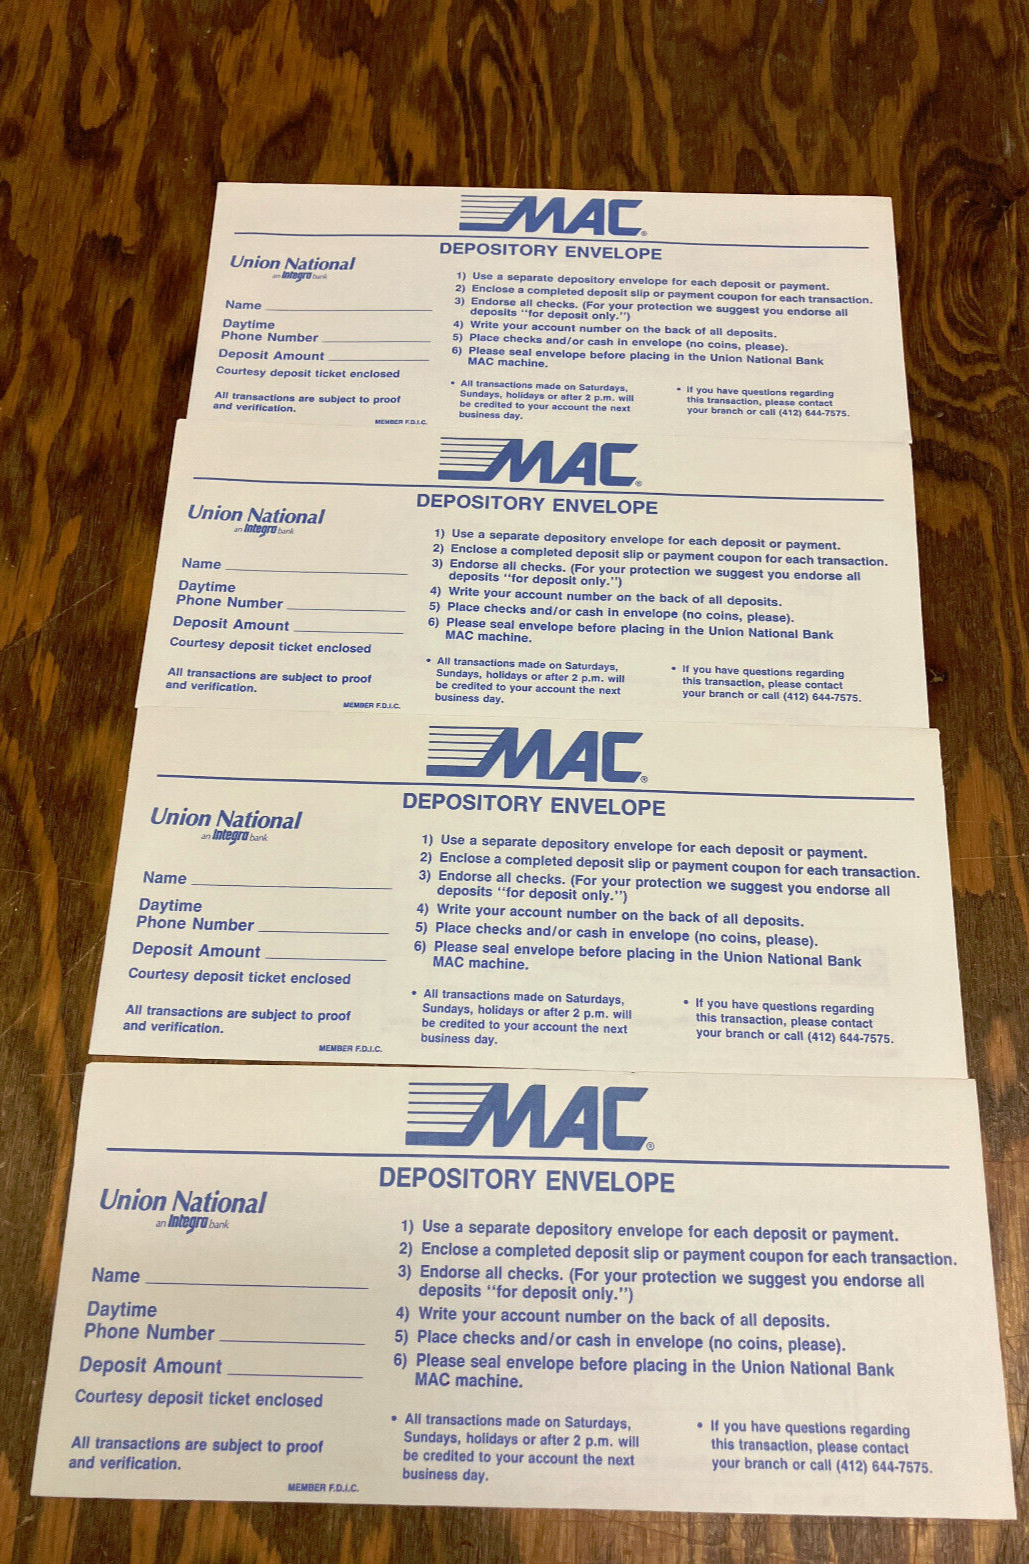 MAC®
DEPOSITORY ENVELOPE
Union National
an Integra bank
Name
Daytime
Phone Number
Deposit Amount
Courtesy deposit ticket enclosed
All transactions are subject to proof
and verification.
MEMBER F.D.I.C.
1) Use a separate depository envelope for each deposit or payment.
2) Enclose a completed deposit slip or payment coupon for each transaction.
3) Endorse all checks. (For your protection we suggest you endorse all
deposits "for deposit only.")
4) Write your account number on the back of all deposits.
5) Place checks and/or cash in envelope (no coins, please).
6) Please seal envelope before placing in the Union National Bank
MAC machine.
• All transactions made on Saturdays,
Sundays, holidays or after 2 p.m. will
be credited to your account the next
business day.
• If you have questions regarding
this transaction, please contact
your branch or call (412) 644-7575.
MAC®
DEPOSITORY ENVELOPE
Union National
an Integra bank
Name
Daytime
Phone Number
Deposit Amount
Courtesy deposit ticket enclosed
All transactions are subject to proof
and verification.
MEMBER F.D.I.C.
1) Use a separate depository envelope for each deposit or payment.
2) Enclose a completed deposit slip or payment coupon for each transaction.
3) Endorse all checks. (For your protection we suggest you endorse all
deposits "for deposit only.")
4) Write your account number on the back of all deposits.
5) Place checks and/or cash in envelope (no coins, please).
6) Please seal envelope before placing in the Union National Bank
MAC machine.
• All transactions made on Saturdays,
Sundays, holidays or after 2 p.m. will
be credited to your account the next
business day.
• If you have questions regarding
this transaction, please contact
your branch or call (412) 644-7575.
MAC®
DEPOSITORY ENVELOPE
Union National
an Integra bank
Name
Daytime
Phone Number
Deposit Amount
Courtesy deposit ticket enclosed
All transactions are subject to proof
and verification.
MEMBER F.D.I.C.
1) Use a separate depository envelope for each deposit or payment.
2) Enclose a completed deposit slip or payment coupon for each transaction.
3) Endorse all checks. (For your protection we suggest you endorse all
deposits "for deposit only.")
4) Write your account number on the back of all deposits.
5) Place checks and/or cash in envelope (no coins, please).
6) Please seal envelope before placing in the Union National Bank
MAC machine.
• All transactions made on Saturdays,
Sundays, holidays or after 2 p.m. will
be credited to your account the next
business day.
• If you have questions regarding
this transaction, please contact
your branch or call (412) 644-7575.
MAC®
DEPOSITORY ENVELOPE
Union National
an Integra bank
Name
Daytime
Phone Number
Deposit Amount
Courtesy deposit ticket enclosed
All transactions are subject to proof
and verification.
MEMBER F.D.I.C.
1) Use a separate depository envelope for each deposit or payment.
2) Enclose a completed deposit slip or payment coupon for each transaction.
3) Endorse all checks. (For your protection we suggest you endorse all
deposits "for deposit only.")
4) Write your account number on the back of all deposits.
5) Place checks and/or cash in envelope (no coins, please).
6) Please seal envelope before placing in the Union National Bank
MAC machine.
• All transactions made on Saturdays,
Sundays, holidays or after 2 p.m. will
be credited to your account the next
business day.
• If you have questions regarding
this transaction, please contact
your branch or call (412) 644-7575.